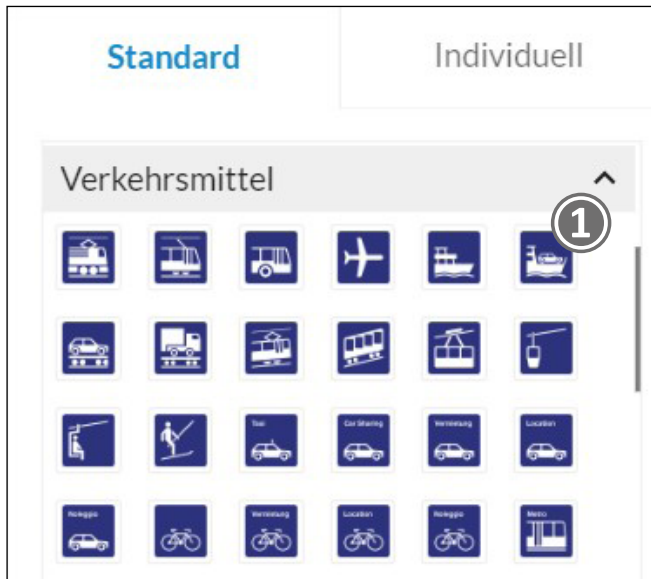 Standard Individuell
Verkehrsmittel
1
Taxi Car Sharing Vermietung Location
Noleggio Vermietung Location Noleggio Metro